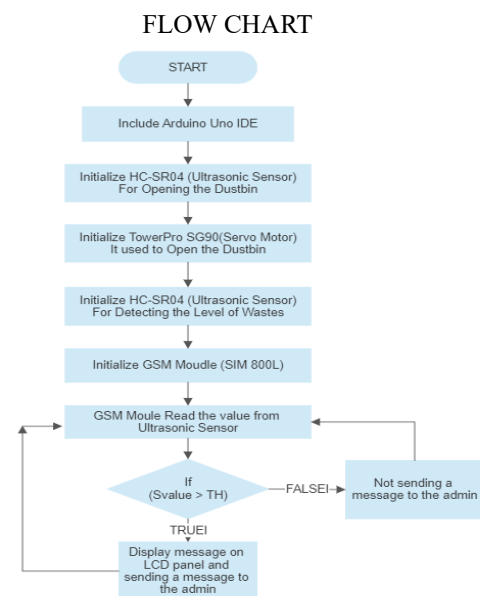 FLOW CHART
START
Include Arduino Uno IDE
Initialize HC-SR04 (Ultrasonic Sensor)
For Opening the Dustbin
Initialize TowerPro SG90(Servo Motor)
It used to Open the Dustbin
Initialize HC-SR04 (Ultrasonic Sensor)
For Detecting the Level of Wastes
Initialize GSM Moudle (SIM 800L)
GSM Moule Read the value from
Ultrasonic Sensor
If
(Svalue > TH)
FALSEI
Not sending a
message to the admin
TRUEI
Display message on
LCD panel and
sending a message to
the admin